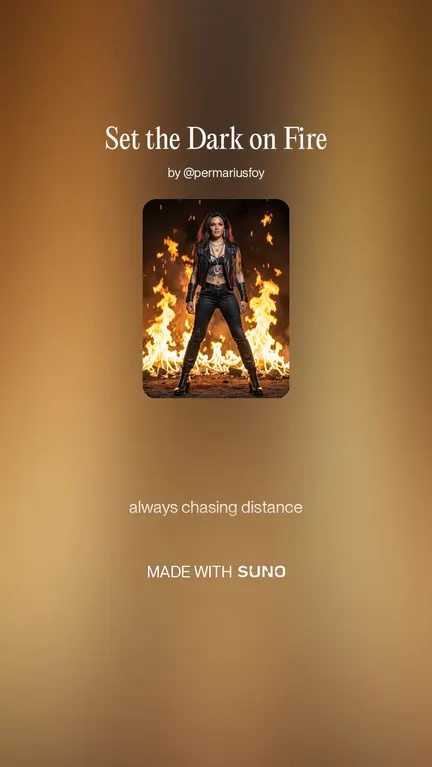 Set the Dark on Fire
by @permariusfoy
always chasing distance
MADE WITH SUNO